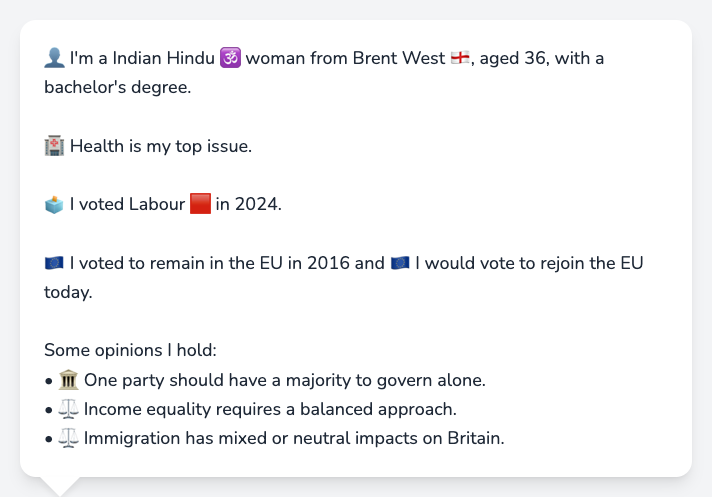 👤 I'm a Indian Hindu 🕉️ woman from Brent West 🏴󠁧󠁢󠁥󠁮󠁧󠁿, aged 36, with a
bachelor's degree.
🏥 Health is my top issue.
🗳️ I voted Labour 🟥 in 2024.
🇪🇺 I voted to remain in the EU in 2016 and 🇪🇺 I would vote to rejoin the EU
today.
Some opinions I hold:
• 🏛️ One party should have a majority to govern alone.
• ⚖️ Income equality requires a balanced approach.
• ⚖️ Immigration has mixed or neutral impacts on Britain.